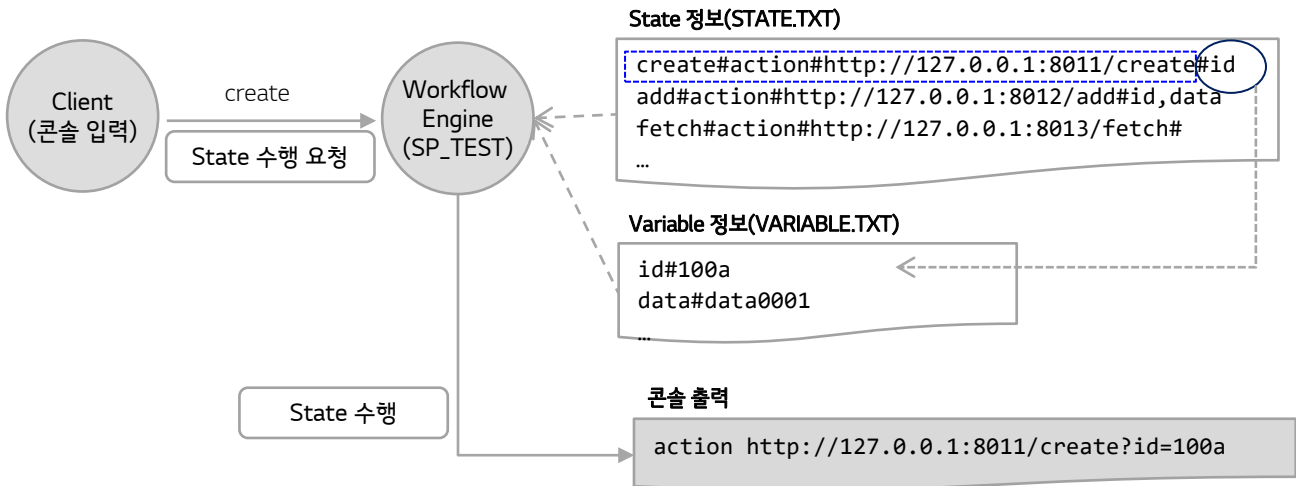 State 정보(STATE.TXT)
create#action#http://127.0.0.1:8011/create#id
add#action#http://127.0.0.1:8012/add#id,data
fetch#action#http://127.0.0.1:8013/fetch#
…
Client
(콘솔 입력)
create
State 수행 요청
Workflow
Engine
(SP_TEST)
Variable 정보(VARIABLE.TXT)
id#100a
data#data0001
…
State 수행
콘솔 출력
action http://127.0.0.1:8011/create?id=100a